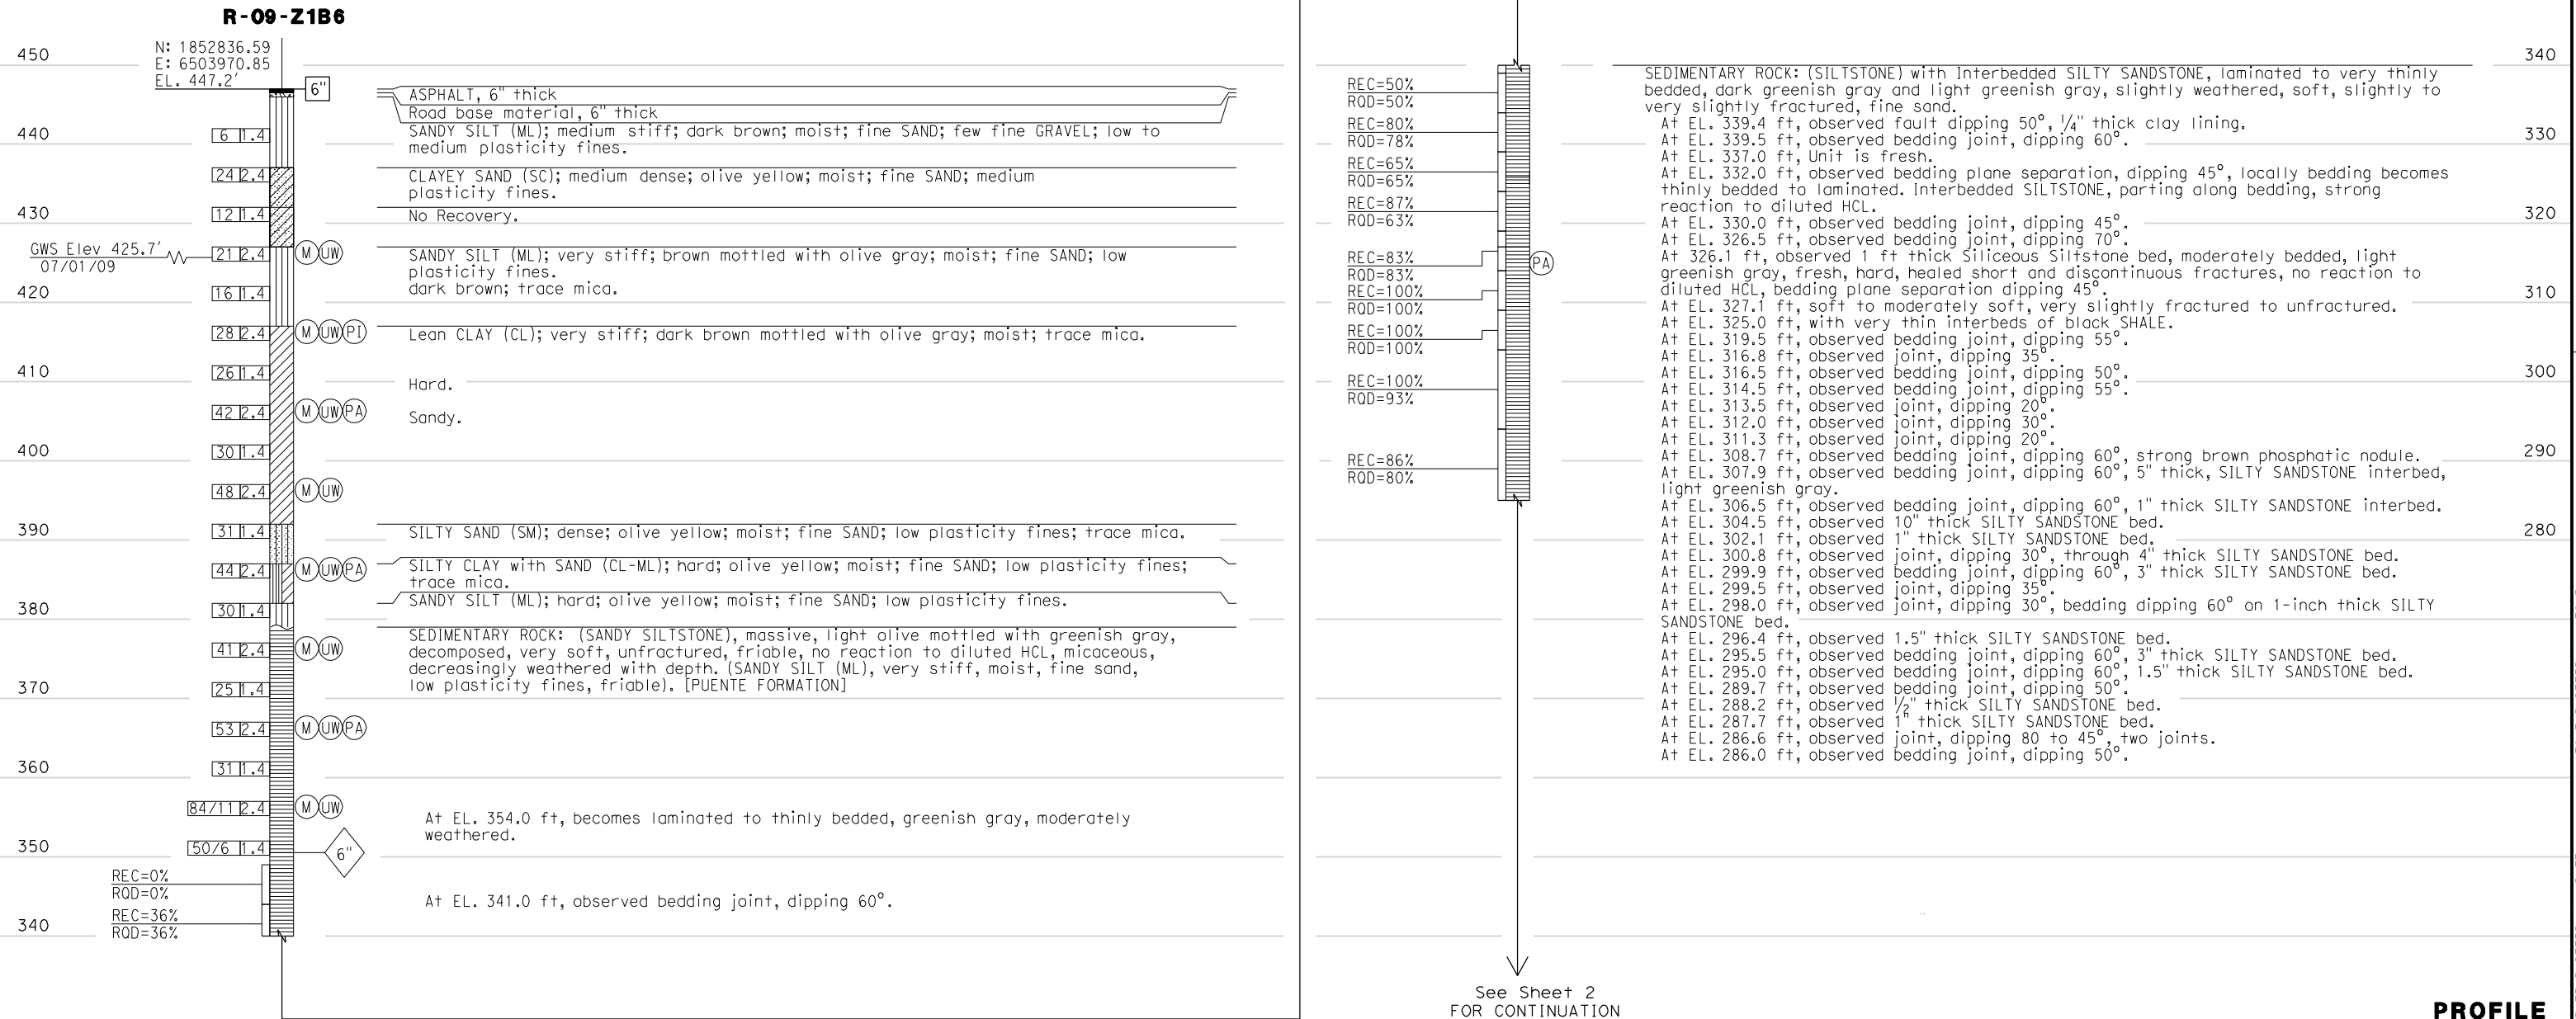 R-09-Z1B6
N: 1852836.59
E: 6503970.85
EL. 447.2'
6"
450
440
430
420
410
400
390
380
370
360
350
340
GWS Elev 425.7'
07/01/09
6 1.4
24 2.4
12 1.4
21 2.4 M UW
16 1.4
28 2.4 M UW PI
26 1.4
42 2.4 M UW PA
30 1.4
48 2.4 M UW
31 1.4
44 2.4 M UW PA
30 1.4
41 2.4 M UW
25 1.4
53 2.4 M UW PA
31 1.4
84/11 2.4 M UW
50/6 1.4
6"
REC=0%
RQD=0%
REC=36%
RQD=36%
ASPHALT, 6" thick
Road base material, 6" thick
SANDY SILT (ML); medium stiff; dark brown; moist; fine SAND; few fine GRAVEL; low to
medium plasticity fines.
CLAYEY SAND (SC); medium dense; olive yellow; moist; fine SAND; medium
plasticity fines.
No Recovery.
SANDY SILT (ML); very stiff; brown mottled with olive gray; moist; fine SAND; low
plasticity fines.
dark brown; trace mica.
Lean CLAY (CL); very stiff; dark brown mottled with olive gray; moist; trace mica.
Hard.
Sandy.
SILTY SAND (SM); dense; olive yellow; moist; fine SAND; low plasticity fines; trace mica.
SILTY CLAY with SAND (CL-ML); hard; olive yellow; moist; fine SAND; low plasticity fines;
trace mica.
SANDY SILT (ML); hard; olive yellow; moist; fine SAND; low plasticity fines.
SEDIMENTARY ROCK: (SANDY SILTSTONE), massive, light olive mottled with greenish gray,
decomposed, very soft, unfractured, friable, no reaction to diluted HCL, micaceous,
decreasingly weathered with depth. (SANDY SILT (ML), very stiff, moist, fine sand,
low plasticity fines, friable). [PUENTE FORMATION]
At EL. 354.0 ft, becomes laminated to thinly bedded, greenish gray, moderately
weathered.
At EL. 341.0 ft, observed bedding joint, dipping 60°.
REC=50%
RQD=50%
REC=80%
RQD=78%
REC=65%
RQD=65%
REC=87%
RQD=63%
REC=83%
RQD=83%
REC=100%
RQD=100%
REC=100%
RQD=100%
REC=100%
RQD=93%
REC=86%
RQD=80%
PA
See Sheet 2
FOR CONTINUATION
SEDIMENTARY ROCK: (SILTSTONE) with Interbedded SILTY SANDSTONE, laminated to very thinly
bedded, dark greenish gray and light greenish gray, slightly weathered, soft, slightly to
very slightly fractured, fine sand.
At EL. 339.4 ft, observed fault dipping 50°, 1/4" thick clay lining.
At EL. 339.5 ft, observed bedding joint, dipping 60°.
At EL. 337.0 ft, Unit is fresh.
At EL. 332.0 ft, observed bedding plane separation, dipping 45°, locally bedding becomes
thinly bedded to laminated. Interbedded SILTSTONE, parting along bedding, strong
reaction to diluted HCL.
At EL. 330.0 ft, observed bedding joint, dipping 45°.
At EL. 326.5 ft, observed bedding joint, dipping 70°.
At 326.1 ft, observed 1 ft thick Siliceous Siltstone bed, moderately bedded, light
greenish gray, fresh, hard, healed short and discontinuous fractures, no reaction to
diluted HCL, bedding plane separation dipping 45°.
At EL. 327.1 ft, soft to moderately soft, very slightly fractured to unfractured.
At EL. 325.0 ft, with very thin interbeds of black SHALE.
At EL. 319.5 ft, observed bedding joint, dipping 55°.
At EL. 316.8 ft, observed joint, dipping 35°.
At EL. 316.5 ft, observed bedding joint, dipping 50°.
At EL. 314.5 ft, observed bedding joint, dipping 55°.
At EL. 313.5 ft, observed joint, dipping 20°.
At EL. 312.0 ft, observed joint, dipping 30°.
At EL. 311.3 ft, observed joint, dipping 20°.
At EL. 308.7 ft, observed bedding joint, dipping 60°, strong brown phosphatic nodule.
At EL. 307.9 ft, observed bedding joint, dipping 60°, 5" thick, SILTY SANDSTONE interbed,
light greenish gray.
At EL. 306.5 ft, observed bedding joint, dipping 60°, 1" thick SILTY SANDSTONE interbed.
At EL. 304.5 ft, observed 10" thick SILTY SANDSTONE bed.
At EL. 302.1 ft, observed 1" thick SILTY SANDSTONE bed.
At EL. 300.8 ft, observed joint, dipping 30°, through 4" thick SILTY SANDSTONE bed.
At EL. 299.9 ft, observed bedding joint, dipping 60°, 3" thick SILTY SANDSTONE bed.
At EL. 299.5 ft, observed joint, dipping 35°.
At EL. 298.0 ft, observed joint, dipping 30°, bedding dipping 60° on 1-inch thick SILTY
SANDSTONE bed.
At EL. 296.4 ft, observed 1.5" thick SILTY SANDSTONE bed.
At EL. 295.5 ft, observed bedding joint, dipping 60°, 3" thick SILTY SANDSTONE bed.
At EL. 295.0 ft, observed bedding joint, dipping 60°, 1.5" thick SILTY SANDSTONE bed.
At EL. 289.7 ft, observed bedding joint, dipping 50°.
At EL. 288.2 ft, observed 1/2" thick SILTY SANDSTONE bed.
At EL. 287.7 ft, observed 1" thick SILTY SANDSTONE bed.
At EL. 286.6 ft, observed joint, dipping 80 to 45°, two joints.
At EL. 286.0 ft, observed bedding joint, dipping 50°.
340
330
320
310
300
290
280
PROFILE